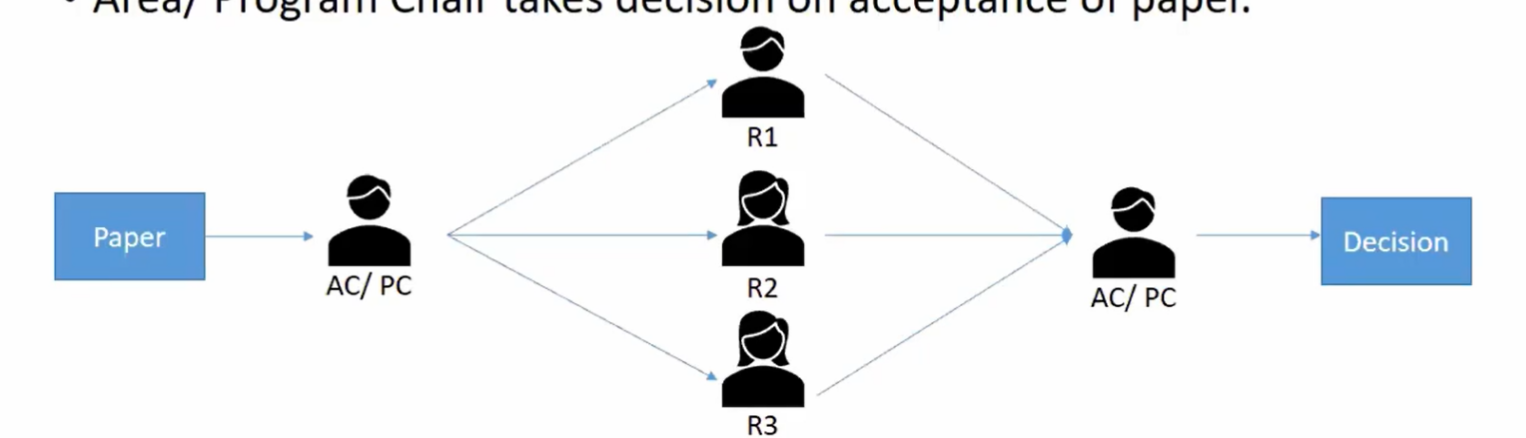 • Area/ Program Chair takes decision on acceptance of paper.
R1
Paper
AC/ PC
R2
AC/ PC
Decision
R3